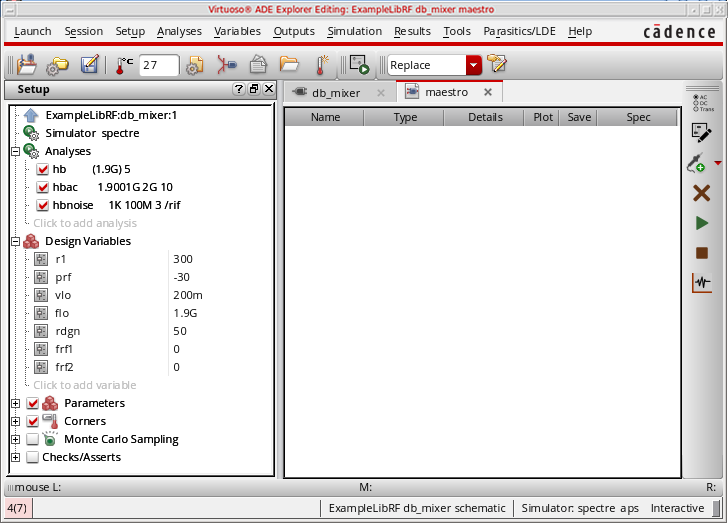 Virtuoso® ADE Explorer Editing: ExampleLibRF db_mixer maestro
Launch Session Setup Analyses Variables Outputs Simulation Results Tools Parasitics/LDE Help cādence
°C 27 Replace
Setup
db_mixer maestro
Name Type Details Plot Save Spec
AC
DC
Trans
ExampleLibRF:db_mixer:1
Simulator spectre
Analyses
hb (1.9G) 5
hbac 1.9001G 2G 10
hbnoise 1K 100M 3 /rif
Click to add analysis
Design Variables
r1 300
prf -30
vlo 200m
flo 1.9G
rdgn 50
frf1 0
frf2 0
Click to add variable
Parameters
Corners
Monte Carlo Sampling
Checks/Asserts
mouse L: M: R:
4(7) ExampleLibRF db_mixer schematic Simulator: spectre aps Interactive